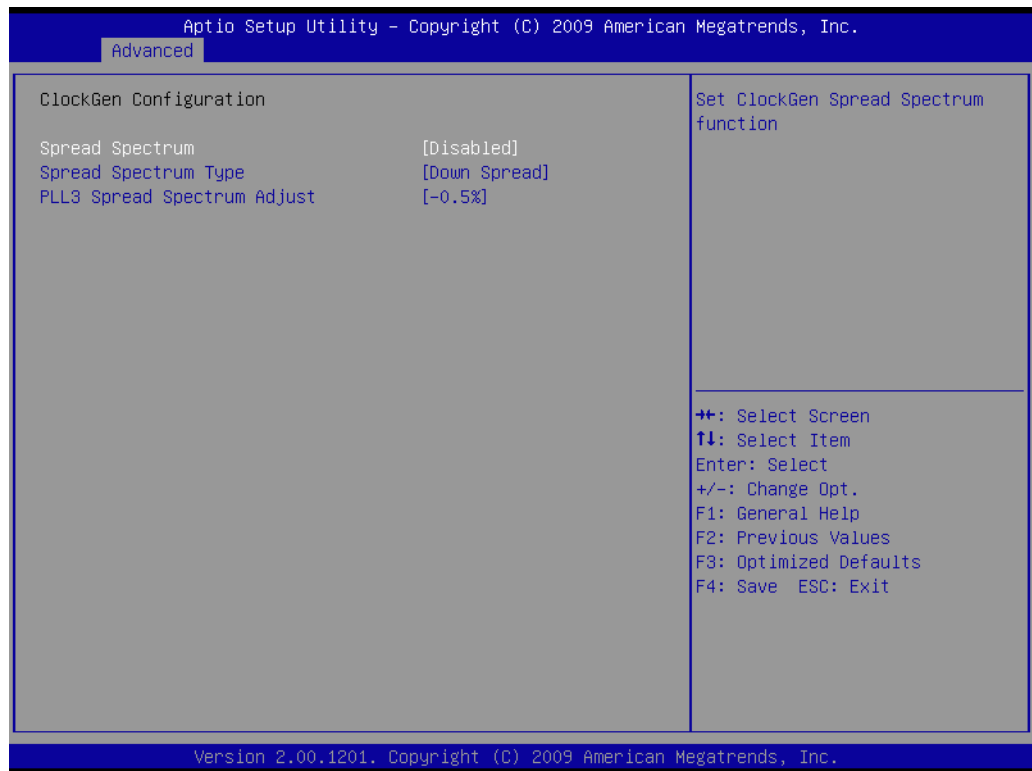 Aptio Setup Utility – Copyright (C) 2009 American Megatrends, Inc.
Advanced
ClockGen Configuration
Spread Spectrum [Disabled]
Spread Spectrum Type [Down Spread]
PLL3 Spread Spectrum Adjust [-0.5%]
Set ClockGen Spread Spectrum
function
→←: Select Screen
↑↓: Select Item
Enter: Select
+/-: Change Opt.
F1: General Help
F2: Previous Values
F3: Optimized Defaults
F4: Save ESC: Exit
Version 2.00.1201. Copyright (C) 2009 American Megatrends, Inc.